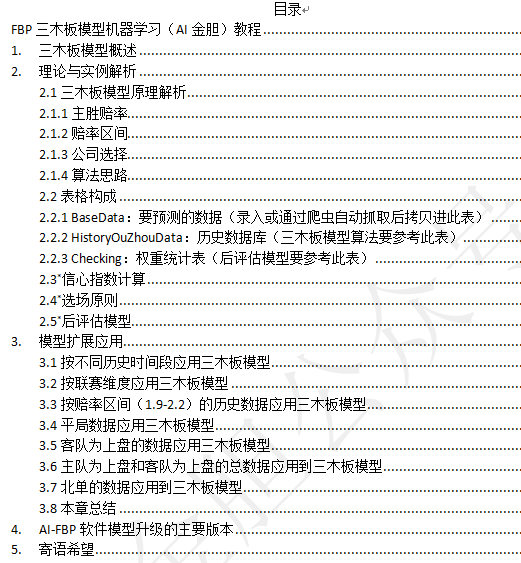 目录
FBP 三木板模型机器学习（AI 金胆）教程
1. 三木板模型概述
2. 理论与实例解析
2.1 三木板模型原理解析
2.1.1 主胜赔率
2.1.2 赔率区间
2.1.3 公司选择
2.1.4 算法思路
2.2 表格构成
2.2.1 BaseData：要预测的数据（录入或通过爬虫自动抓取后拷贝进此表）
2.2.2 HistoryOuZhouData：历史数据库（三木板模型算法要参考此表）
2.2.3 Checking：权重统计表（后评估模型要参考此表）
2.3*信心指数计算
2.4*选场原则
2.5*后评估模型
3. 模型扩展应用
3.1 按不同历史时间段应用三木板模型
3.2 按联赛维度应用三木板模型
3.3 按赔率区间（1.9-2.2）的历史数据应用三木板模型
3.4 平局数据应用三木板模型
3.5 客队为上盘的数据应用三木板模型
3.6 主队为上盘和客队为上盘的总数据应用到三木板模型
3.7 北单的数据应用到三木板模型
3.8 本章总结
4. AI-FBP 软件模型升级的主要版本
5. 寄语希望
胆公众号